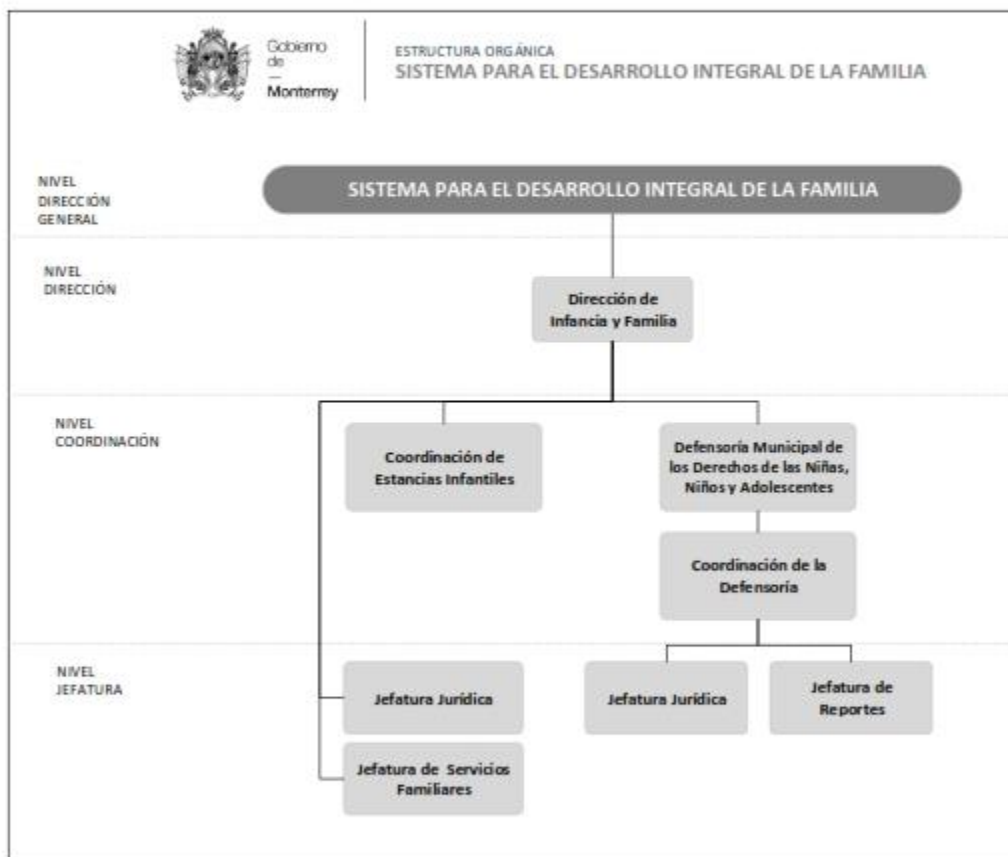 Gobierno
de
—
Monterrey
ESTRUCTURA ORGÁNICA
SISTEMA PARA EL DESARROLLO INTEGRAL DE LA FAMILIA
NIVEL
DIRECCIÓN
GENERAL
SISTEMA PARA EL DESARROLLO INTEGRAL DE LA FAMILIA
NIVEL
DIRECCIÓN
Dirección de
Infancia y Familia
NIVEL
COORDINACIÓN
Coordinación de
Estancias Infantiles
Defensoría Municipal de
los Derechos de las Niñas,
Niños y Adolescentes
Coordinación de la
Defensoría
NIVEL
JEFATURA
Jefatura Jurídica
Jefatura Jurídica
Jefatura de
Reportes
Jefatura de Servicios
Familiares